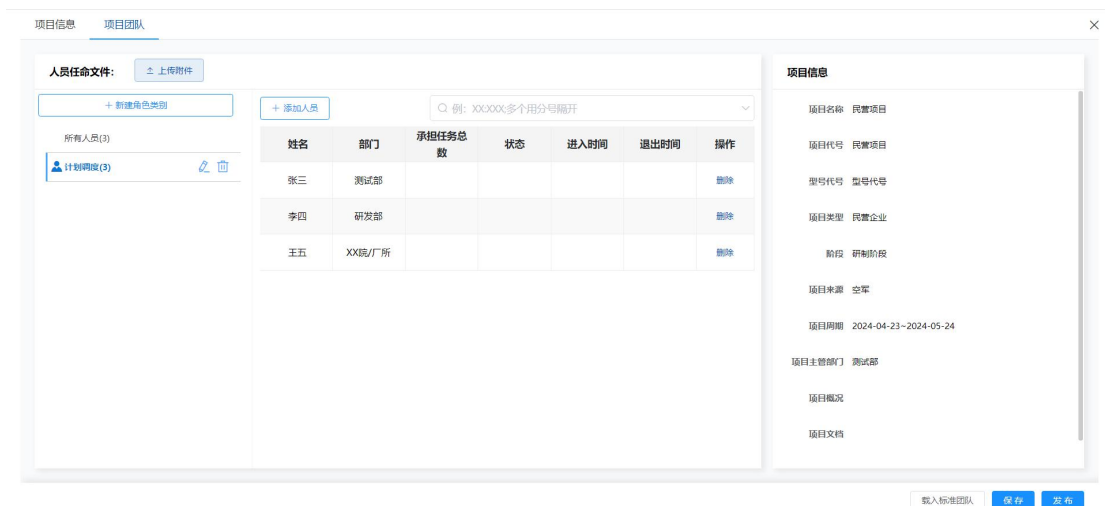 项目信息 项目团队
人员任命文件: 上传附件
+ 新建角色类别
所有人员(3)
计划调度(3)
+ 添加人员 例: XX:XXX;多个用分号隔开
姓名 部门 承担任务总数 状态 进入时间 退出时间 操作
张三 测试部 删除
李四 研发部 删除
王五 XX院/厂所 删除
项目信息
项目名称 民营项目
项目代号 民营项目
型号代号 型号代号
项目类型 民营企业
阶段 研制阶段
项目来源 空军
项目周期 2024-04-23~2024-05-24
项目主管部门 测试部
项目概况
项目文档
载入标准团队 保存 发布